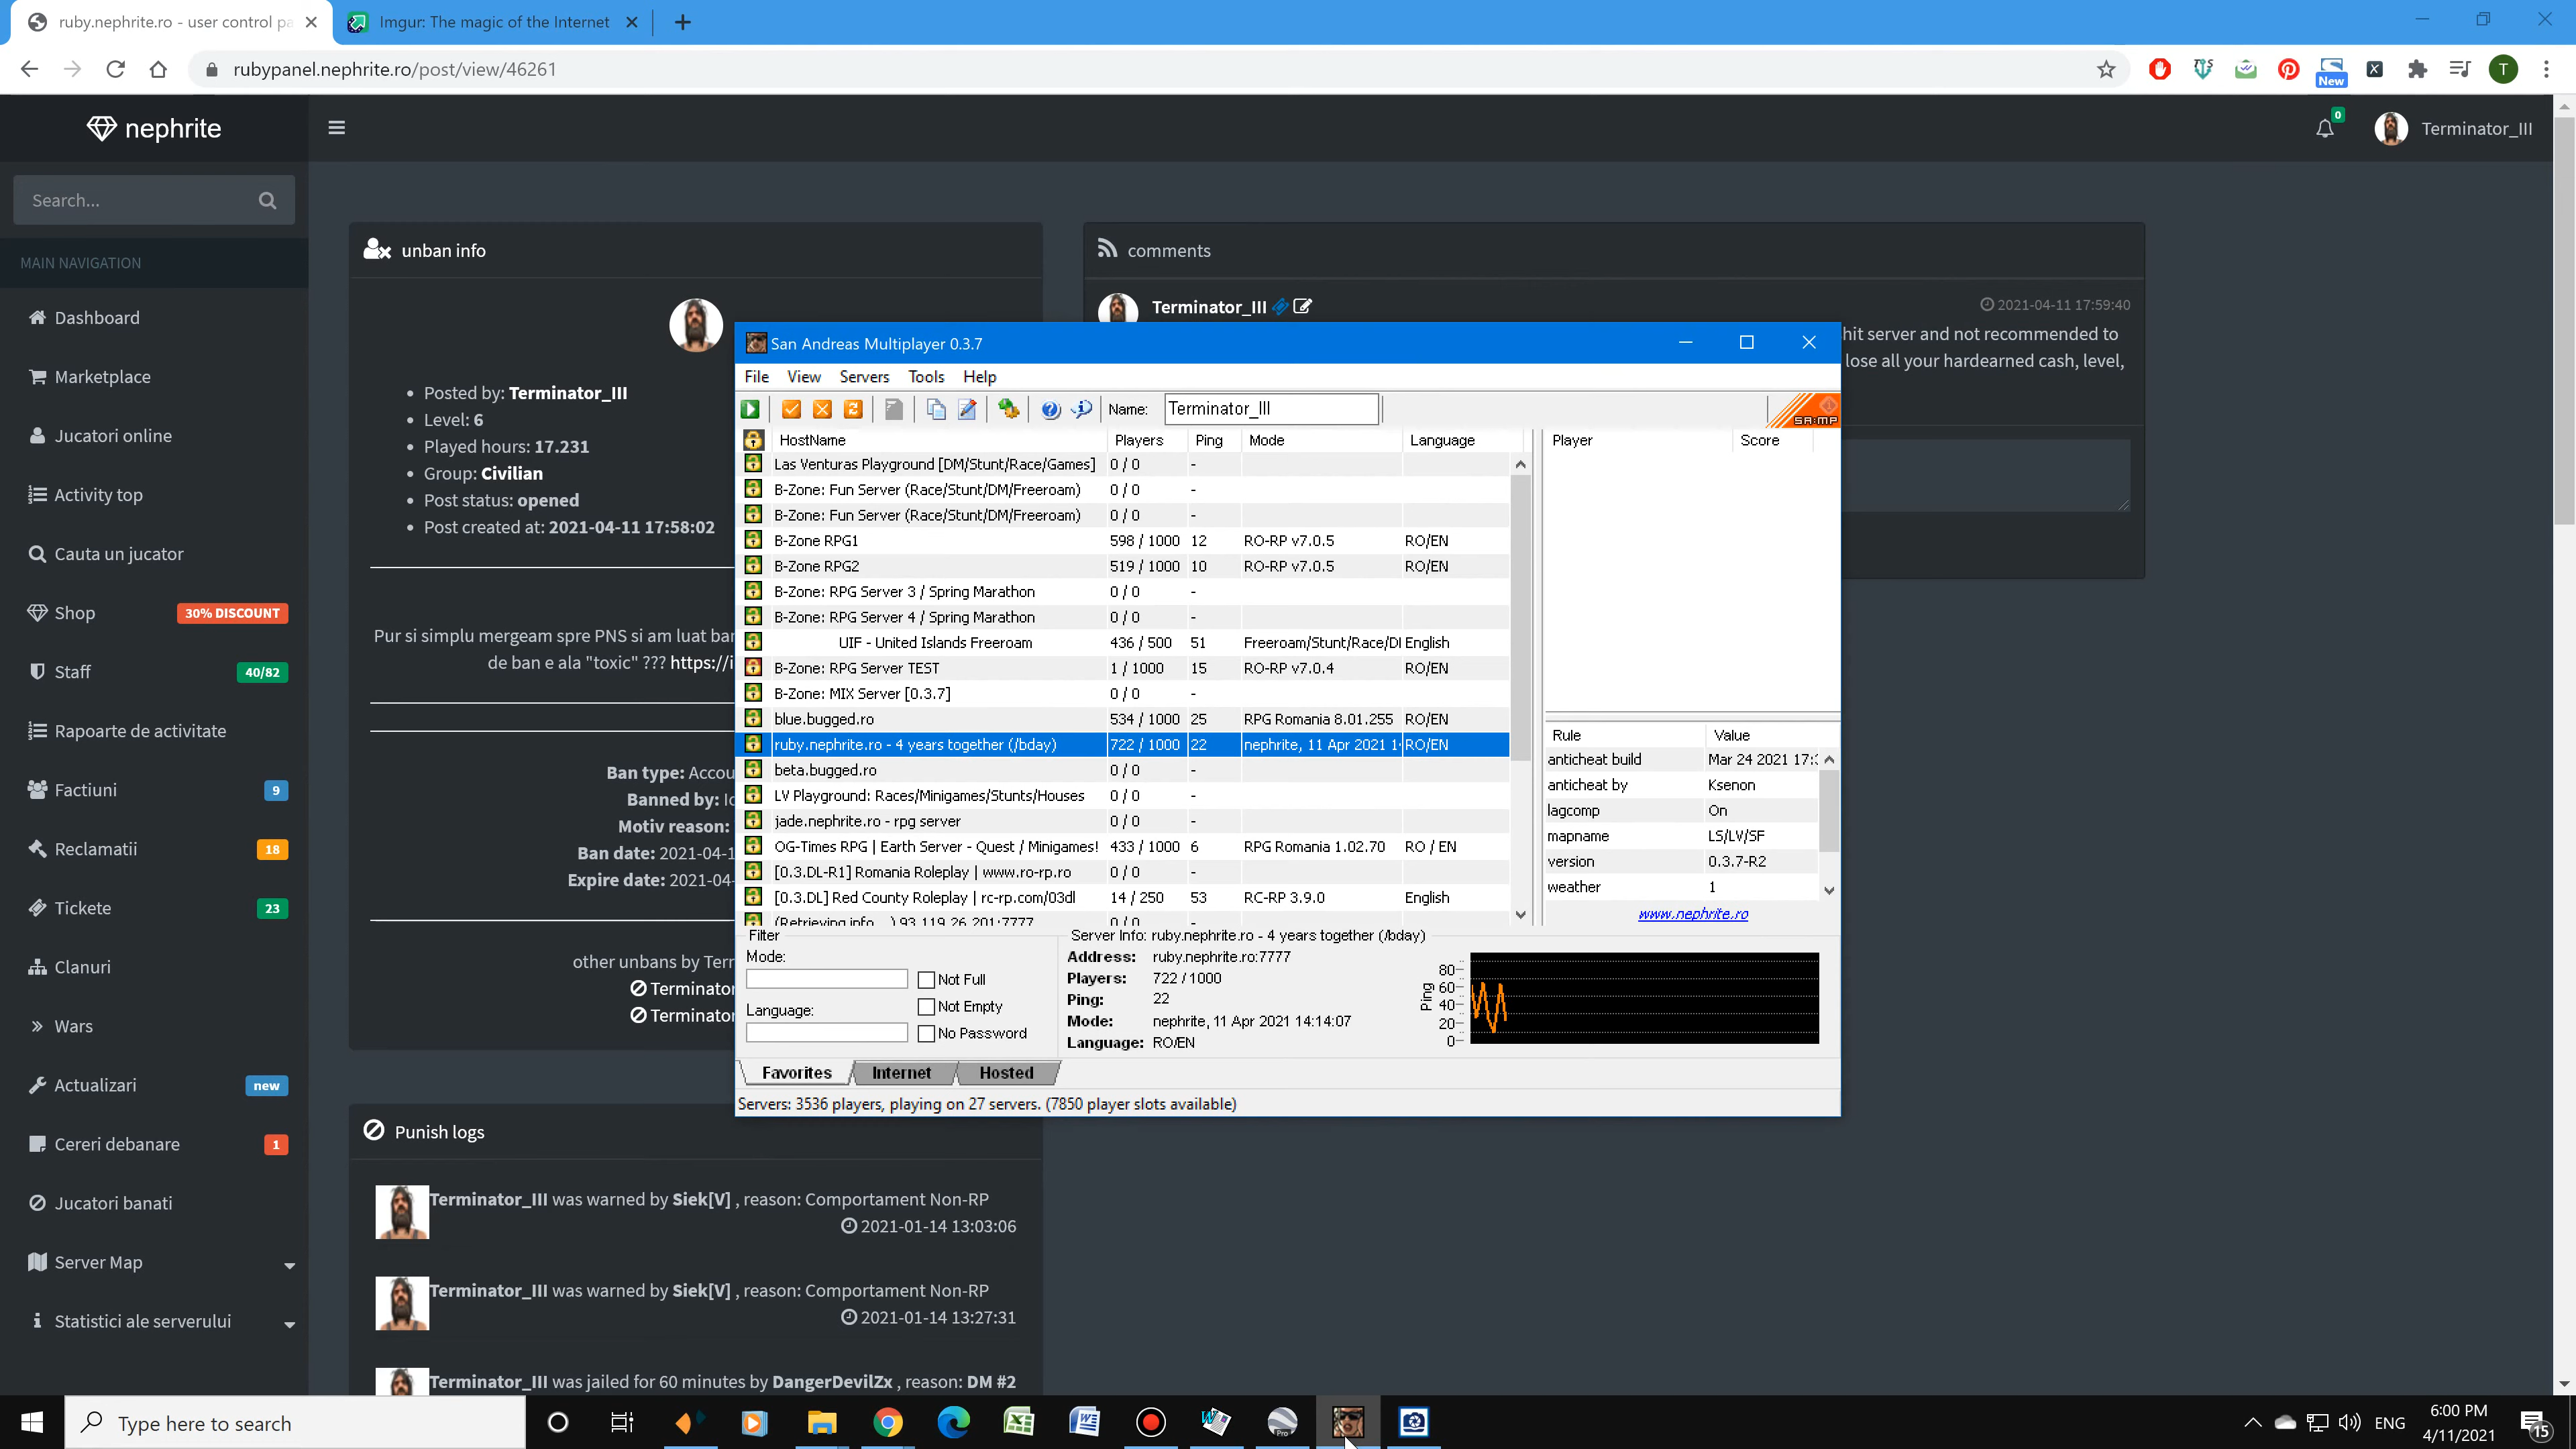 ruby.nephrite.ro - user control pa
Imgur: The magic of the Internet
rubypanel.nephrite.ro/post/view/46261
New
T
nephrite
0
Terminator_III
Search...
MAIN NAVIGATION
Dashboard
Marketplace
Jucatori online
Activity top
Cauta un jucator
Shop 30% DISCOUNT
Staff 40/82
Rapoarte de activitate
Factiuni 9
Reclamatii 18
Tickete 23
Clanuri
Wars
Actualizari new
Cereri debanare 1
Jucatori banati
Server Map
Statistici ale serverului
unban info
Posted by: Terminator_III
Level: 6
Played hours: 17.231
Group: Civilian
Post status: opened
Post created at: 2021-04-11 17:58:02
Pur si simplu mergeam spre PNS si am luat ban
de ban e ala "toxic" ??? https://i
Ban type: Accou
Banned by:
Motiv reason:
Ban date: 2021-04-1
Expire date: 2021-04-
other unbans by Terr
Terminator
Terminator
Punish logs
Terminator_III was warned by Siek[V] , reason: Comportament Non-RP
2021-01-14 13:03:06
Terminator_III was warned by Siek[V] , reason: Comportament Non-RP
2021-01-14 13:27:31
Terminator_III was jailed for 60 minutes by DangerDevilZx , reason: DM #2
comments
Terminator_III
2021-04-11 17:59:40
hit server and not recommended to
lose all your hardearned cash, level,
San Andreas Multiplayer 0.3.7
File View Servers Tools Help
Name: Terminator_III
SA:MP
HostName Players Ping Mode Language
Las Venturas Playground [DM/Stunt/Race/Games] 0 / 0 -
B-Zone: Fun Server (Race/Stunt/DM/Freeroam) 0 / 0 -
B-Zone: Fun Server (Race/Stunt/DM/Freeroam) 0 / 0 -
B-Zone RPG1 598 / 1000 12 RO-RP v7.0.5 RO/EN
B-Zone RPG2 519 / 1000 10 RO-RP v7.0.5 RO/EN
B-Zone: RPG Server 3 / Spring Marathon 0 / 0 -
B-Zone: RPG Server 4 / Spring Marathon 0 / 0 -
UIF - United Islands Freeroam 436 / 500 51 Freeroam/Stunt/Race/D English
B-Zone: RPG Server TEST 1 / 1000 15 RO-RP v7.0.4 RO/EN
B-Zone: MIX Server [0.3.7] 0 / 0 -
blue.bugged.ro 534 / 1000 25 RPG Romania 8.01.255 RO/EN
ruby.nephrite.ro - 4 years together (/bday) 722 / 1000 22 nephrite, 11 Apr 2021 1 RO/EN
beta.bugged.ro 0 / 0 -
LV Playground: Races/Minigames/Stunts/Houses 0 / 0 -
jade.nephrite.ro - rpg server 0 / 0 -
OG-Times RPG | Earth Server - Quest / Minigames! 433 / 1000 6 RPG Romania 1.02.70 RO / EN
[0.3.DL-R1] Romania Roleplay | www.ro-rp.ro 0 / 0 -
[0.3.DL] Red County Roleplay | rc-rp.com/03dl 14 / 250 53 RC-RP 3.9.0 English
(Retrieving info...) 93.119.26.201:7777 0 / 0 -
Player Score
Rule Value
anticheat build Mar 24 2021 17:
anticheat by Ksenon
lagcomp On
mapname LS/LV/SF
version 0.3.7-R2
weather 1
www.nephrite.ro
Filter
Mode:
Language:
Not Full
Not Empty
No Password
Server Info: ruby.nephrite.ro - 4 years together (/bday)
Address: ruby.nephrite.ro:7777
Players: 722 / 1000
Ping: 22
Mode: nephrite, 11 Apr 2021 14:14:07
Language: RO/EN
Ping
80
60
40
20
0
Favorites Internet Hosted
Servers: 3536 players, playing on 27 servers. (7850 player slots available)
Type here to search
Pro
ENG
6:00 PM
4/11/2021
15